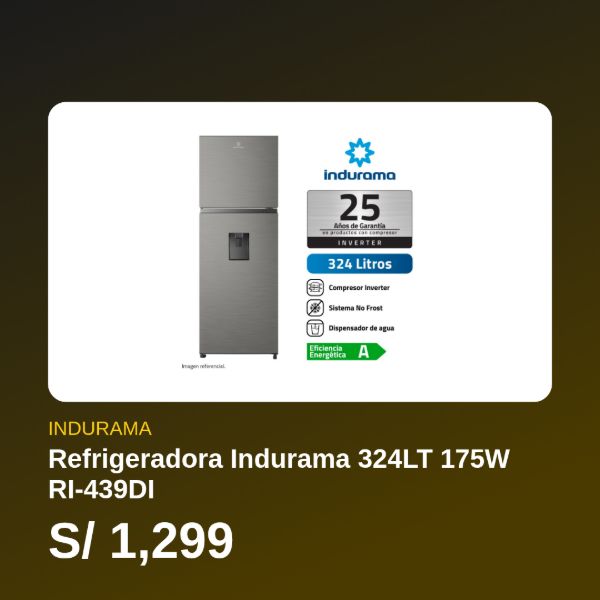 indurama
25
Años de Garantía
en productos con compresor
INVERTER
324 Litros
Compresor Inverter
Sistema No Frost
Dispensador de agua
Eficiencia
Energética A
Imagen referencial.
INDURAMA
Refrigeradora Indurama 324LT 175W
RI-439DI
S/ 1,299